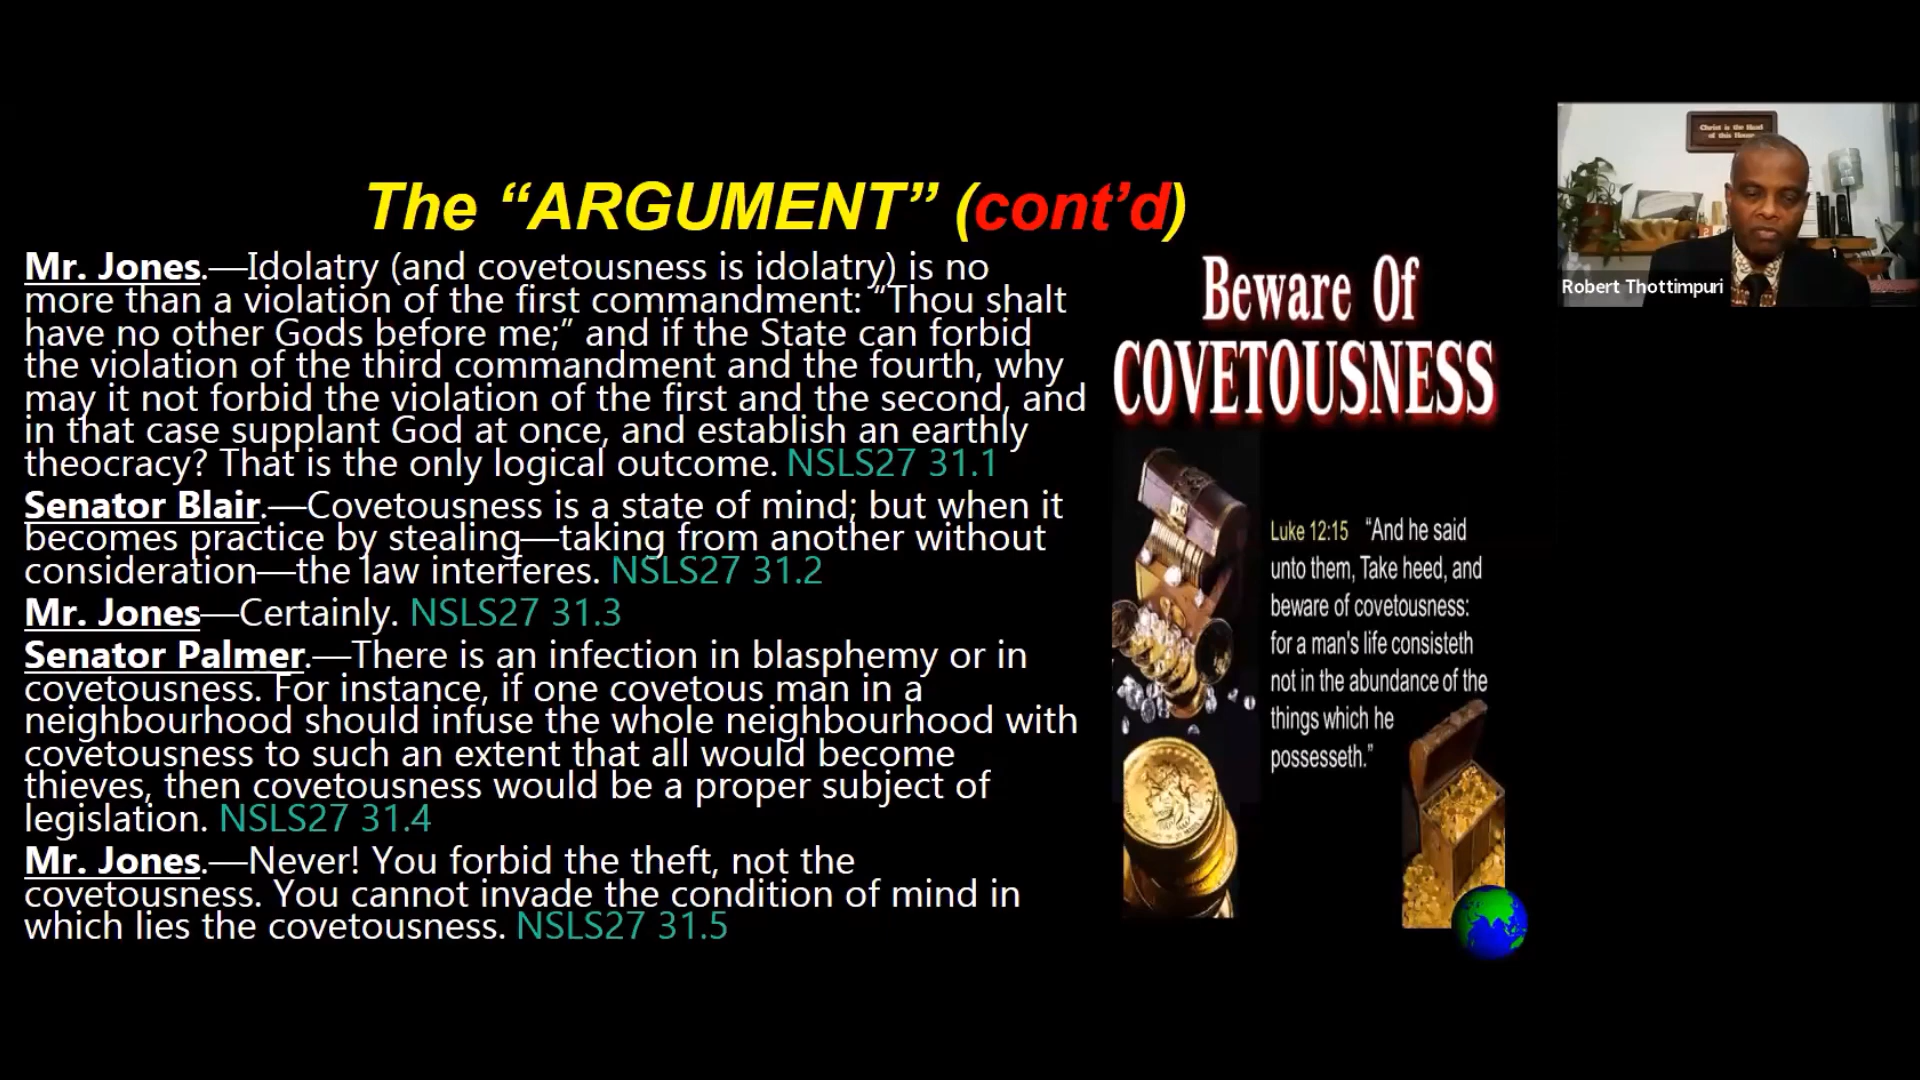 The “ARGUMENT” (cont’d)
Mr. Jones.—Idolatry (and covetousness is idolatry) is no
more than a violation of the first commandment: “Thou shalt
have no other Gods before me;” and if the State can forbid
the violation of the third commandment and the fourth, why
may it not forbid the violation of the first and the second, and
in that case supplant God at once, and establish an earthly
theocracy? That is the only logical outcome. NSLS27 31.1
Senator Blair.—Covetousness is a state of mind; but when it
becomes practice by stealing—taking from another without
consideration—the law interferes. NSLS27 31.2
Mr. Jones—Certainly. NSLS27 31.3
Senator Palmer.—There is an infection in blasphemy or in
covetousness. For instance, if one covetous man in a
neighbourhood should infuse the whole neighbourhood with
covetousness to such an extent that all would become
thieves, then covetousness would be a proper subject of
legislation. NSLS27 31.4
Mr. Jones.—Never! You forbid the theft, not the
covetousness. You cannot invade the condition of mind in
which lies the covetousness. NSLS27 31.5
Beware Of
COVETOUSNESS
Luke 12:15 “And he said
unto them, Take heed, and
beware of covetousness:
for a man's life consisteth
not in the abundance of the
things which he
possesseth.”
Christ is the Head
of this House
Robert Thottimpuri